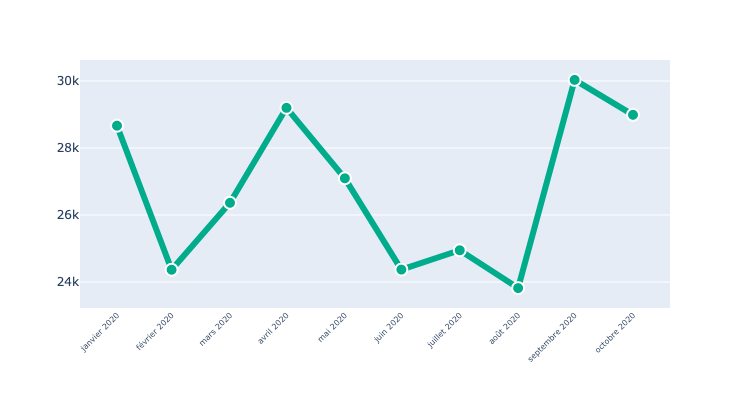 30k
28k
26k
24k
janvier 2020
février 2020
mars 2020
avril 2020
mai 2020
juin 2020
juillet 2020
août 2020
septembre 2020
octobre 2020